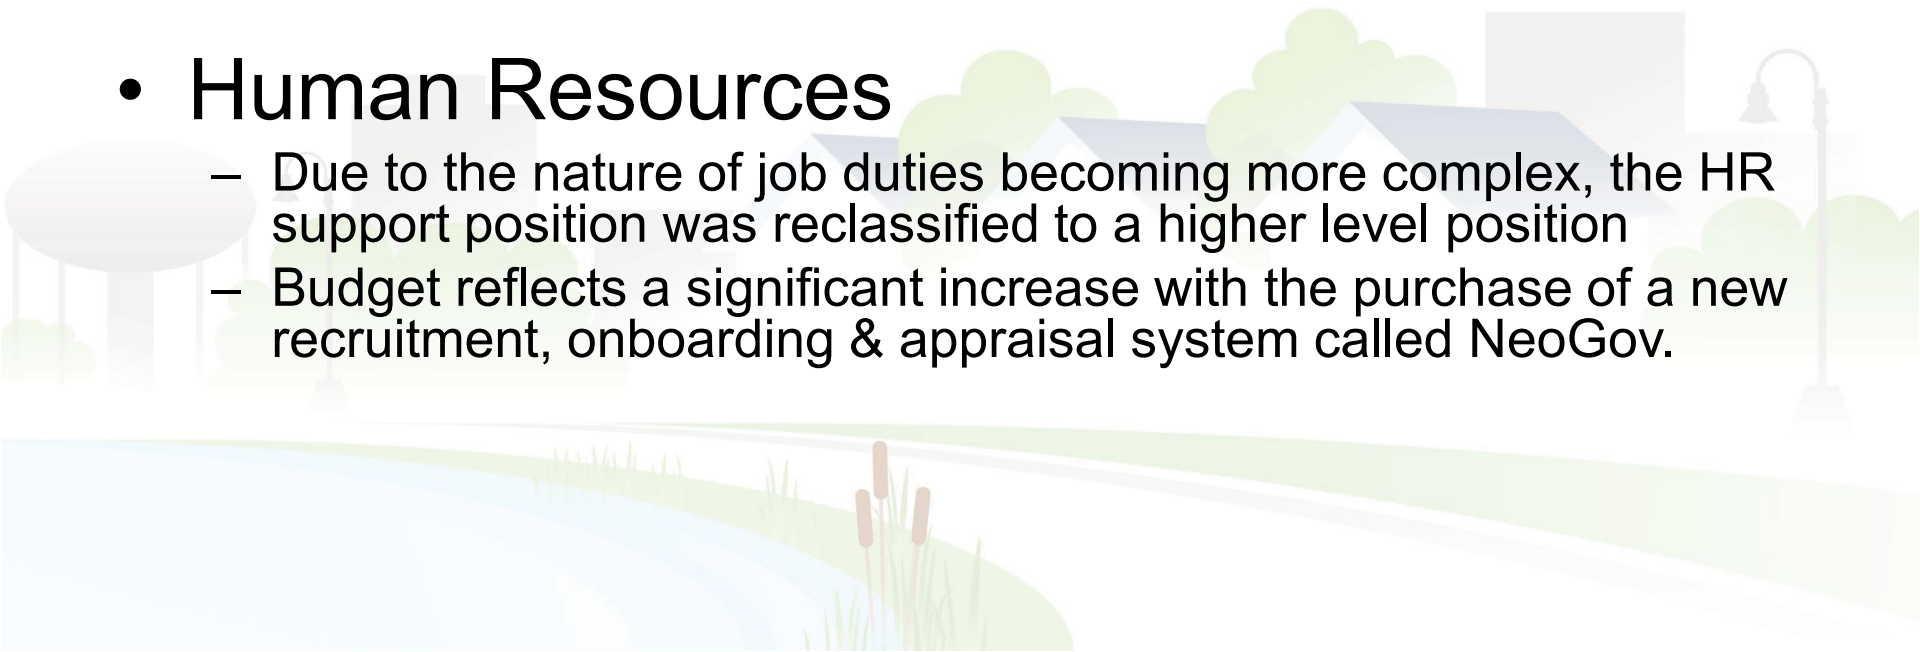 • Human Resources
– Due to the nature of job duties becoming more complex, the HR
support position was reclassified to a higher level position
– Budget reflects a significant increase with the purchase of a new
recruitment, onboarding & appraisal system called NeoGov.